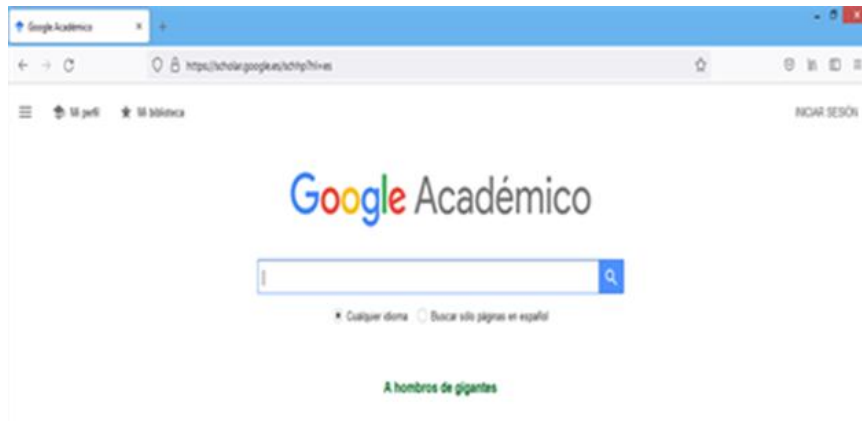 Google Académico
https://scholar.google.es/schhp?hl=es
Mi perfil Mi biblioteca INICIAR SESIÓN
Google Académico
Cualquier idioma Buscar sólo páginas en español
A hombros de gigantes